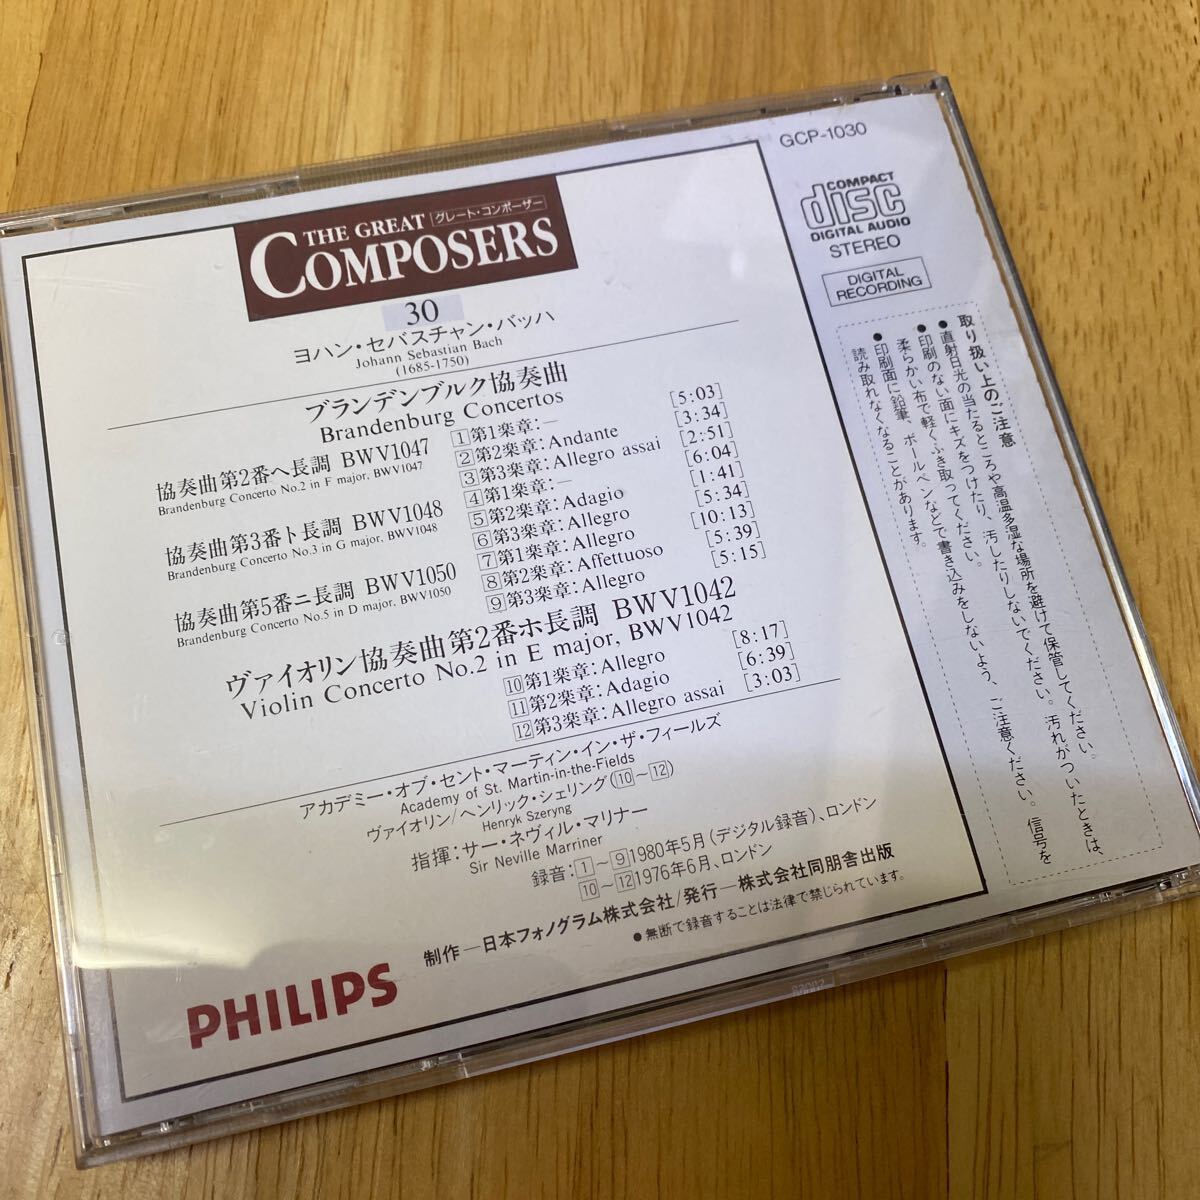 THE GREAT グレート・コンポーザー
COMPOSERS
30
ヨハン・セバスチャン・バッハ
Johann Sebastian Bach
(1685-1750)
ブランデンブルク協奏曲
Brandenburg Concertos
協奏曲第2番ヘ長調 BWV1047
Brandenburg Concerto No.2 in F major, BWV1047
1 第1楽章:— [5:03]
2 第2楽章:Andante [3:34]
3 第3楽章:Allegro assai [2:51]
協奏曲第3番ト長調 BWV1048
Brandenburg Concerto No.3 in G major, BWV1048
4 第1楽章:— [6:04]
5 第2楽章:Adagio [1:41]
6 第3楽章:Allegro [5:34]
協奏曲第5番ニ長調 BWV1050
Brandenburg Concerto No.5 in D major, BWV1050
7 第1楽章:Allegro [10:13]
8 第2楽章:Affettuoso [5:39]
9 第3楽章:Allegro [5:15]
ヴァイオリン協奏曲第2番ホ長調 BWV1042
Violin Concerto No.2 in E major, BWV1042
10 第1楽章:Allegro [8:17]
11 第2楽章:Adagio [6:39]
12 第3楽章:Allegro assai [3:03]
アカデミー・オブ・セント・マーティン・イン・ザ・フィールズ
Academy of St. Martin-in-the-Fields
ヴァイオリン/ヘンリック・シェリング(10~12)
Henryk Szeryng
指揮:サー・ネヴィル・マリナー
Sir Neville Marriner
録音:1~9 1980年5月(デジタル録音)、ロンドン
10~12 1976年6月、ロンドン
制作—日本フォノグラム株式会社/発行—株式会社同朋舎出版
●無断で録音することは法律で禁じられています。
PHILIPS
GCP-1030
COMPACT
disc
DIGITAL AUDIO
STEREO
DIGITAL
RECORDING
取り扱い上のご注意
●直射日光の当たるところや高温多湿な場所を避けて保管してください。
●印刷のない面にキズをつけたり、汚したりしないでください。汚れがついたときは、
柔らかい布で軽くふき取ってください。
●印刷面に鉛筆、ボールペンなどで書き込みをしないよう、ご注意ください。信号を
読み取れなくなることがあります。